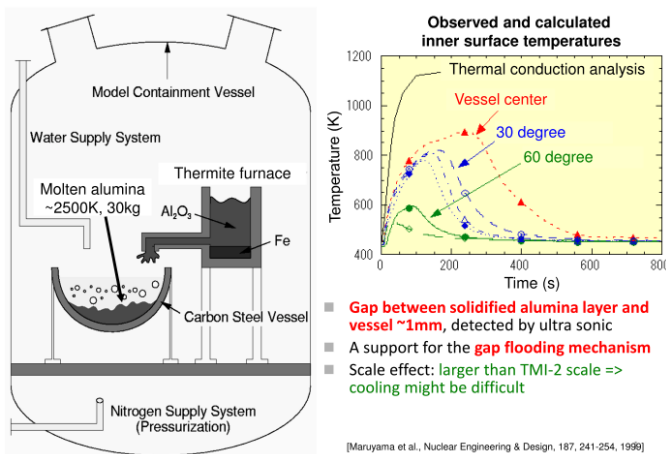 Model Containment Vessel
Water Supply System
Molten alumina
~2500K, 30kg
Thermite furnace
Al₂O₃
Fe
Carbon Steel Vessel
Nitrogen Supply System
(Pressurization)
Observed and calculated
inner surface temperatures
Thermal conduction analysis
Vessel center
30 degree
60 degree
Temperature (K)
1200
1000
800
600
400
0 200 400 600 800
Time (s)
Gap between solidified alumina layer and
vessel ~1mm, detected by ultra sonic
A support for the gap flooding mechanism
Scale effect: larger than TMI-2 scale =>
cooling might be difficult
[Maruyama et al., Nuclear Engineering & Design, 187, 241-254, 1999]